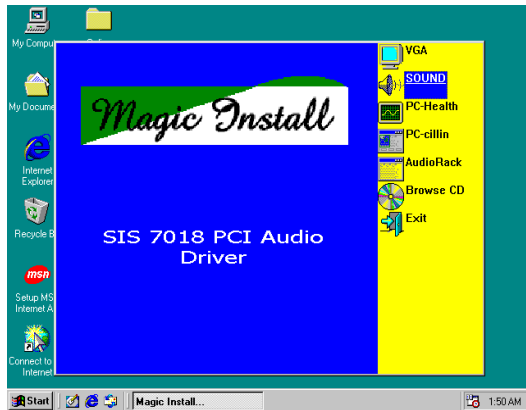 My Compu
My Docume
Internet
Explorer
Recycle B
msn
Setup MS
Internet A
Connect to
Internet
Magic Install
SIS 7018 PCI Audio
Driver
VGA
SOUND
PC-Health
PC-cillin
AudioRack
Browse CD
Exit
Start
Magic Install...
1:50 AM